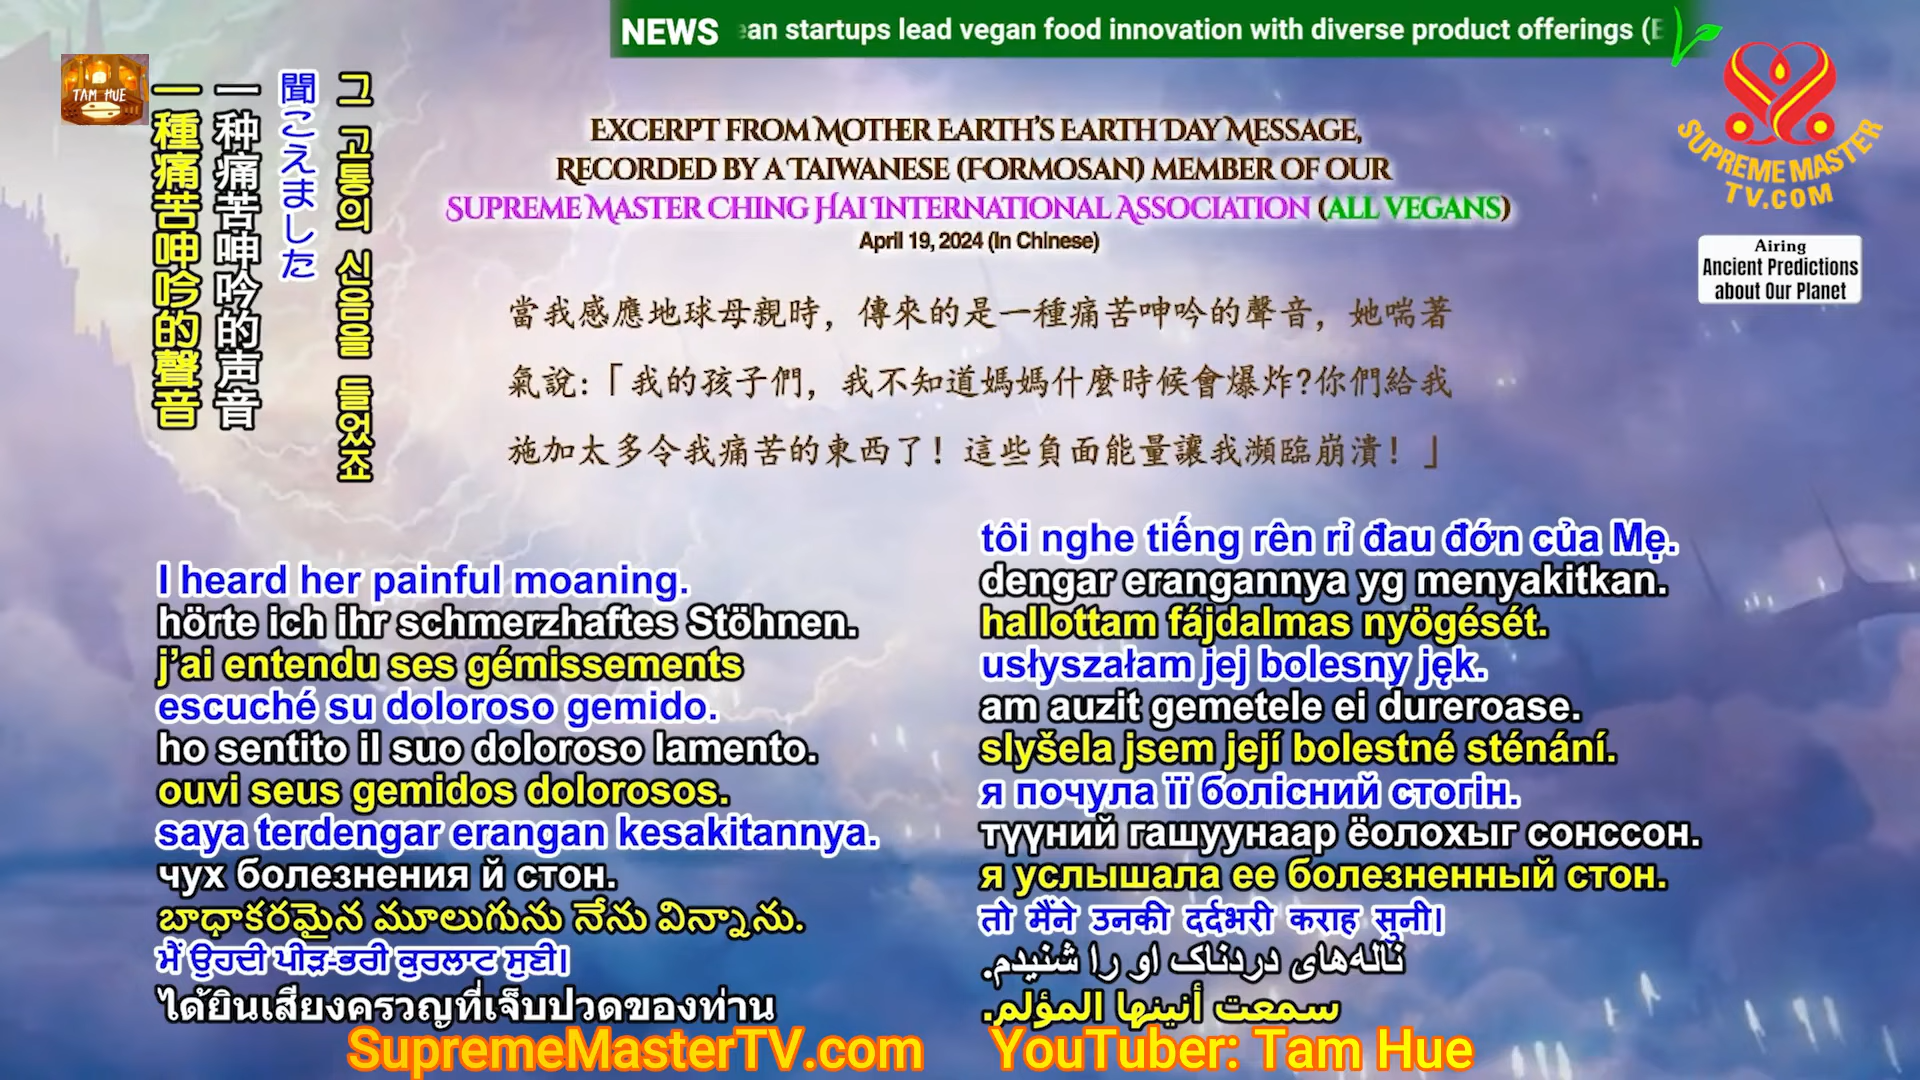 NEWS ean startups lead vegan food innovation with diverse product offerings (E
TAM HUE
一種痛苦呻吟的聲音
一种痛苦呻吟的声音
聞こえました
그 고통의 신음을 들었죠
EXCERPT FROM MOTHER EARTH'S EARTH DAY MESSAGE,
RECORDED BY A TAIWANESE (FORMOSAN) MEMBER OF OUR
SUPREME MASTER CHING HAI INTERNATIONAL ASSOCIATION (ALL VEGANS)
April 19, 2024 (In Chinese)
SUPREME MASTER
TV.COM
Airing
Ancient Predictions
about Our Planet
當我感應地球母親時，傳來的是一種痛苦呻吟的聲音，她喘著
氣說:「我的孩子們，我不知道媽媽什麼時候會爆炸?你們給我
施加太多令我痛苦的東西了！這些負面能量讓我瀕臨崩潰！」
I heard her painful moaning.
hörte ich ihr schmerzhaftes Stöhnen.
j'ai entendu ses gémissements
escuché su doloroso gemido.
ho sentito il suo doloroso lamento.
ouvi seus gemidos dolorosos.
saya terdengar erangan kesakitannya.
чух болезнения й стон.
బాధాకరమైన మూలుగును నేను విన్నాను.
ਮੈਂ ਉਹਦੀ ਪੀੜ-ਭਰੀ ਕੁਰਲਾਟ ਸੁਣੀ।
ได้ยินเสียงครวญที่เจ็บปวดของท่าน
tôi nghe tiếng rên rỉ đau đớn của Mẹ.
dengar erangannya yg menyakitkan.
hallottam fájdalmas nyögését.
usłyszałam jej bolesny jęk.
am auzit gemetele ei dureroase.
slyšela jsem její bolestné sténání.
я почула її болісний стогін.
түүний гашуунаар ёолохыг сонссон.
я услышала ее болезненный стон.
तो मैंने उनकी दर्दभरी कराह सुनी।
ناله‌های دردناک او را شنیدم.
سمعت أنينها المؤلم.
SupremeMasterTV.com YouTuber: Tam Hue